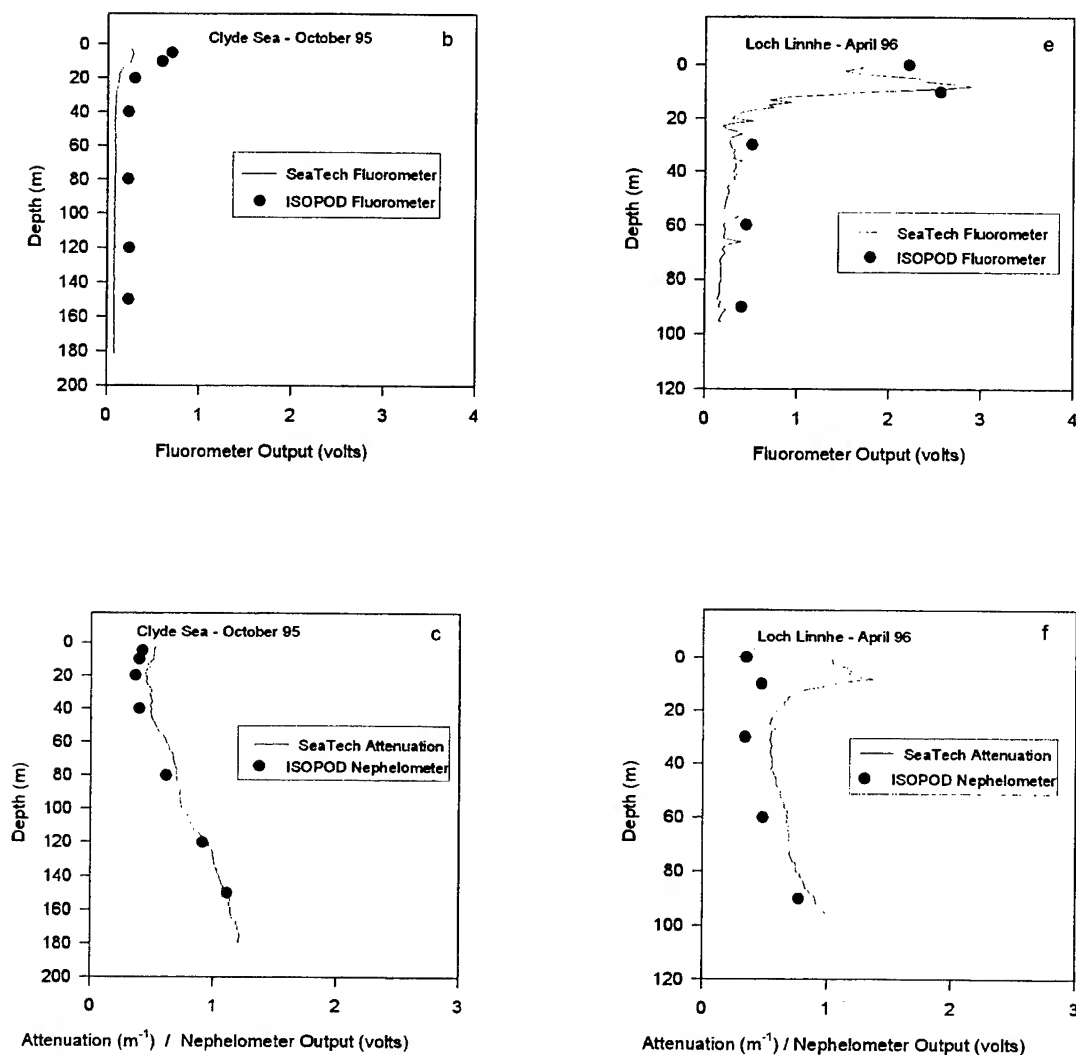 Clyde Sea - October 95
b
0
20
40
60
80
100
120
140
160
180
200
Depth (m)
SeaTech Fluorometer
ISOPOD Fluorometer
0 1 2 3 4
Fluorometer Output (volts)
Loch Linnhe - April 96
e
0
20
40
60
80
100
120
Depth (m)
SeaTech Fluorometer
ISOPOD Fluorometer
0 1 2 3 4
Fluorometer Output (volts)
Clyde Sea - October 95
c
0
20
40
60
80
100
120
140
160
180
200
Depth (m)
SeaTech Attenuation
ISOPOD Nephelometer
0 1 2 3
Attenuation (m⁻¹) / Nephelometer Output (volts)
Loch Linnhe - April 96
f
0
20
40
60
80
100
120
Depth (m)
SeaTech Attenuation
ISOPOD Nephelometer
0 1 2 3
Attenuation (m⁻¹) / Nephelometer Output (volts)